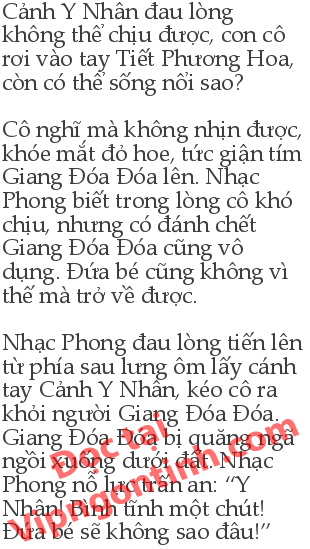 Cảnh Y Nhân đau lòng
không thể chịu được, con cô
rơi vào tay Tiết Phương Hoa,
còn có thể sống nổi sao?
Cô nghĩ mà không nhịn được,
khóe mắt đỏ hoe, tức giận tím
Giang Đóa Đóa lên. Nhạc
Phong biết trong lòng cô khó
chịu, nhưng có đánh chết
Giang Đóa Đóa cũng vô
dụng. Đứa bé cũng không vì
thế mà trở về được.
Nhạc Phong đau lòng tiến lên
từ phía sau lưng ôm lấy cánh
tay Cảnh Y Nhân, kéo cô ra
khỏi người Giang Đóa Đóa.
Giang Đóa Đóa bị quăng ngã
ngồi xuống dưới đất. Nhạc
Phong nỗ lực trấn an: “Y
Nhân! Bình tĩnh một chút!
Đứa bé sẽ không sao đâu!”
Đọc tại
Vipngontinh.com